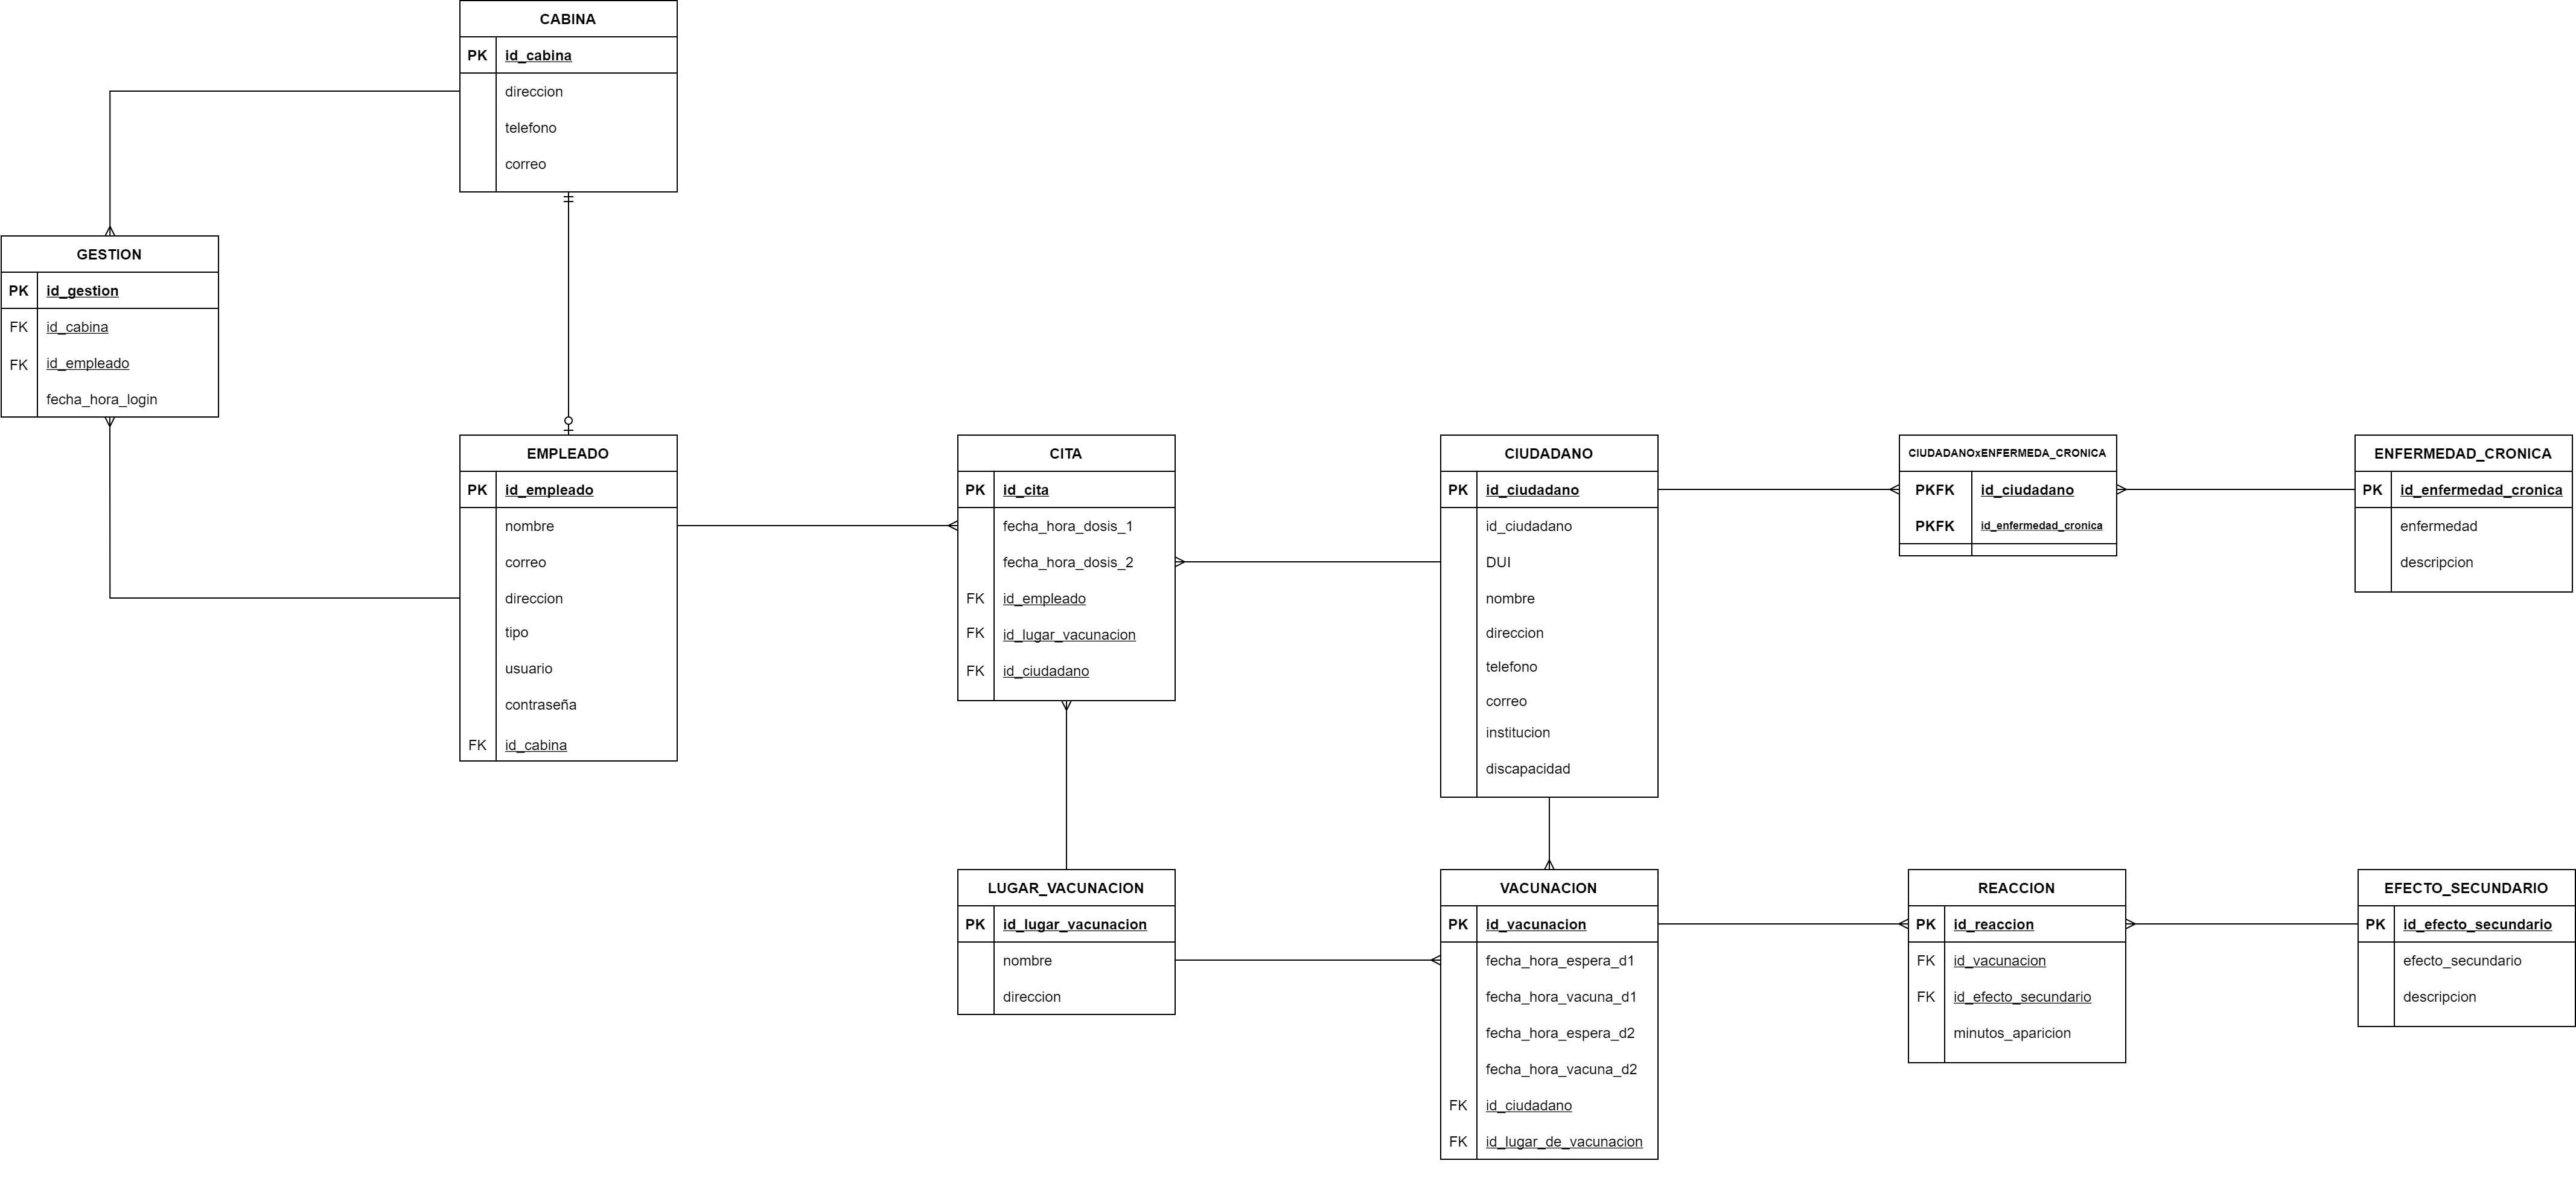 CABINA
PK id_cabina
direccion
telefono
correo
GESTION
PK id_gestion
FK id_cabina
FK id_empleado
fecha_hora_login
EMPLEADO
PK id_empleado
nombre
correo
direccion
tipo
usuario
contraseña
FK id_cabina
CITA
PK id_cita
fecha_hora_dosis_1
fecha_hora_dosis_2
FK id_empleado
FK id_lugar_vacunacion
FK id_ciudadano
CIUDADANO
PK id_ciudadano
id_ciudadano
DUI
nombre
direccion
telefono
correo
institucion
discapacidad
CIUDADANOxENFERMEDA_CRONICA
PKFK id_ciudadano
PKFK id_enfermedad_cronica
ENFERMEDAD_CRONICA
PK id_enfermedad_cronica
enfermedad
descripcion
LUGAR_VACUNACION
PK id_lugar_vacunacion
nombre
direccion
VACUNACION
PK id_vacunacion
fecha_hora_espera_d1
fecha_hora_vacuna_d1
fecha_hora_espera_d2
fecha_hora_vacuna_d2
FK id_ciudadano
FK id_lugar_de_vacunacion
REACCION
PK id_reaccion
FK id_vacunacion
FK id_efecto_secundario
minutos_aparicion
EFECTO_SECUNDARIO
PK id_efecto_secundario
efecto_secundario
descripcion